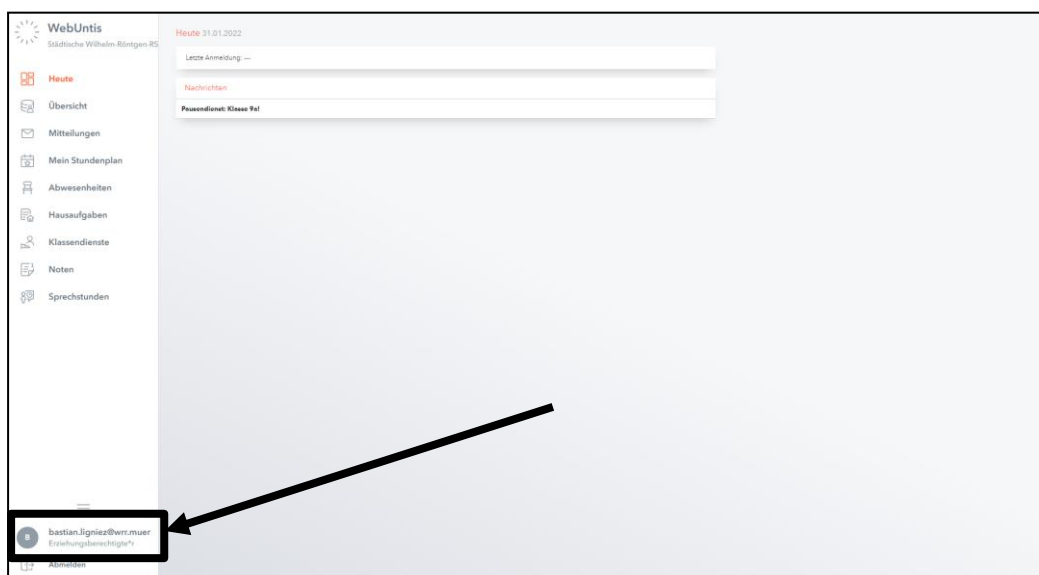 WebUntis
Städtische Wilhelm-Röntgen-RS
Heute
Übersicht
Mitteilungen
Mein Stundenplan
Abwesenheiten
Hausaufgaben
Klassendienste
Noten
Sprechstunden
B
bastian.ligniez@wrr.muer
Erziehungsberechtigte*r
Abmelden
Heute 31.01.2022
Letzte Anmeldung: ---
Nachrichten
Pausendienst: Klasse 9a!